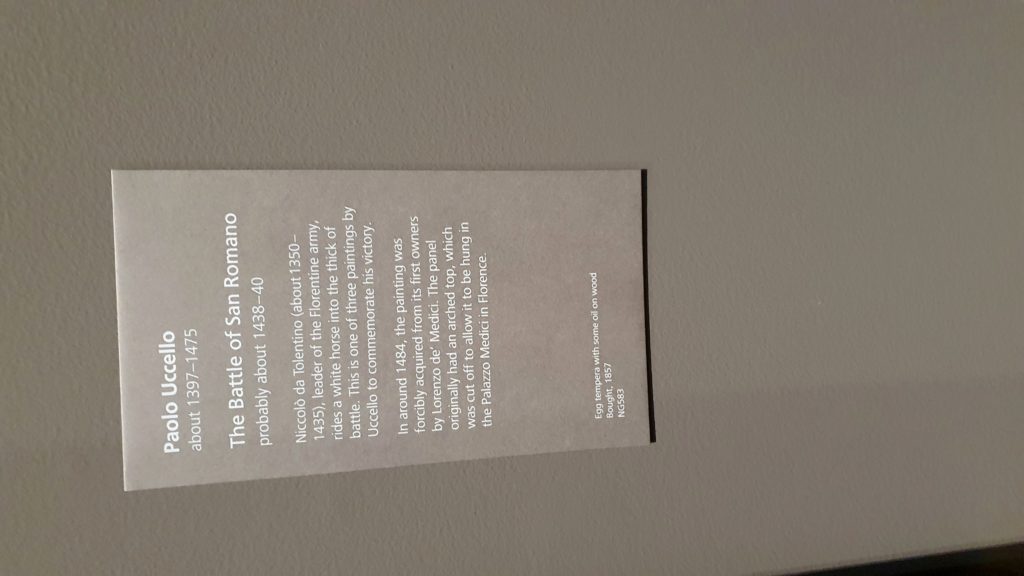 Paolo Uccello
about 1397–1475
The Battle of San Romano
probably about 1438–40
Niccolò da Tolentino (about1350–
1435), leader of the Florentine army,
rides a white horse into the thick of
battle. This is one of three paintings by
Uccello to commemorate his victory.
In around 1484, the painting was
forcibly acquired from its first owners
by Lorenzo de’ Medici. The panel
originally had an arched top, which
was cut off to allow it to be hung in
the Palazzo Medici in Florence.
Egg tempera with some oil on wood
Bought, 1857
NG583